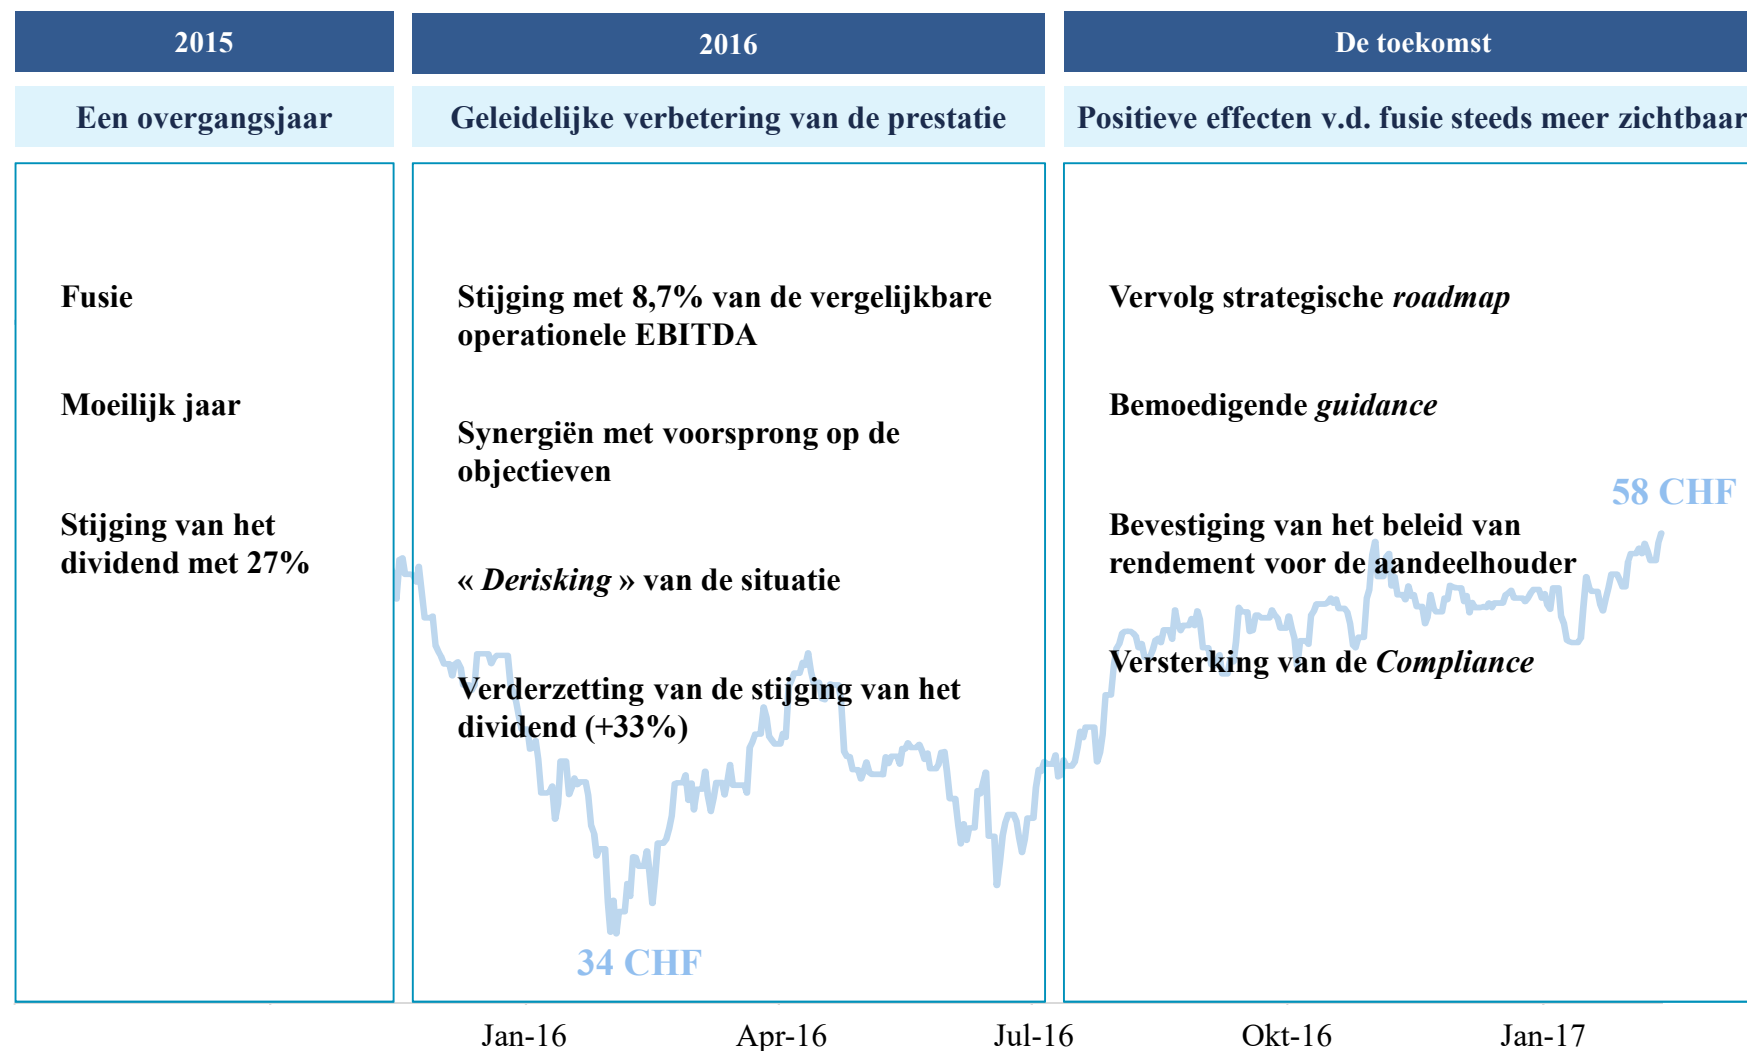 2015
Een overgangsjaar
Fusie
Moeilijk jaar
Stijging van het
dividend met 27%
2016
Geleidelijke verbetering van de prestatie
Stijging met 8,7% van de vergelijkbare
operationele EBITDA
Synergiën met voorsprong op de
objectieven
« Derisking » van de situatie
Verderzetting van de stijging van het
dividend (+33%)
34 CHF
De toekomst
Positieve effecten v.d. fusie steeds meer zichtbaar
Vervolg strategische roadmap
Bemoedigende guidance
58 CHF
Bevestiging van het beleid van
rendement voor de aandeelhouder
Versterking van de Compliance
Jan-16 Apr-16 Jul-16 Okt-16 Jan-17